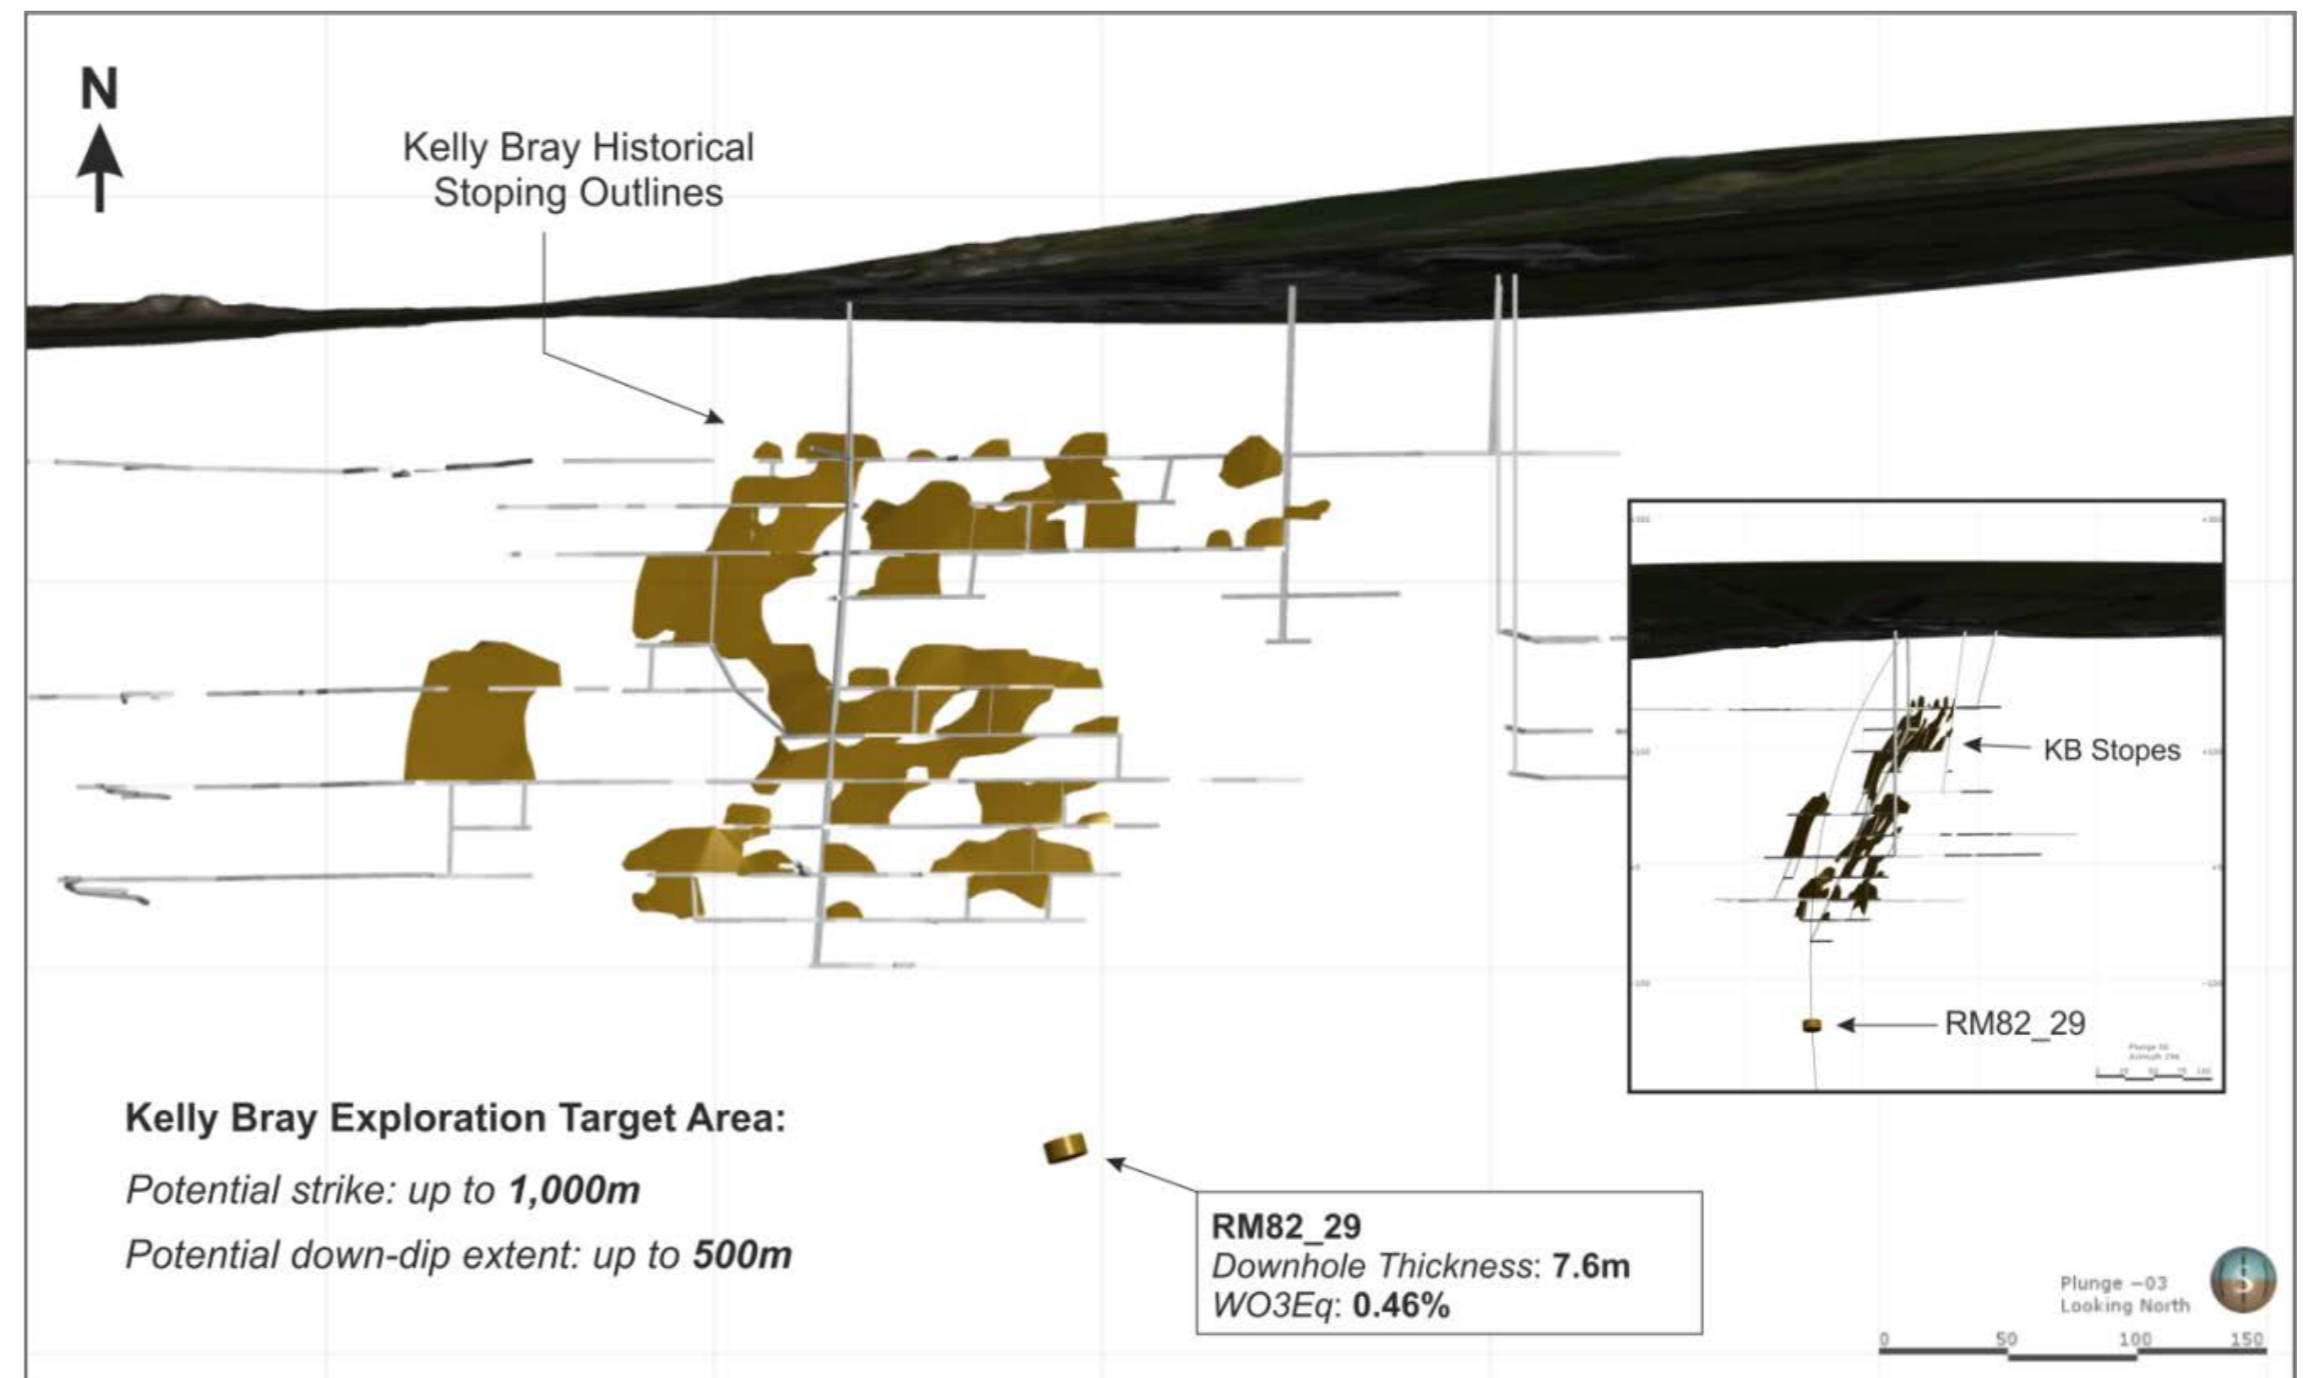 N
Kelly Bray Historical
Stoping Outlines
KB Stopes
RM82_29
Kelly Bray Exploration Target Area:
Potential strike: up to 1,000m
Potential down-dip extent: up to 500m
RM82_29
Downhole Thickness: 7.6m
WO3Eq: 0.46%
Plunge −03
Looking North
S
0 50 100 150